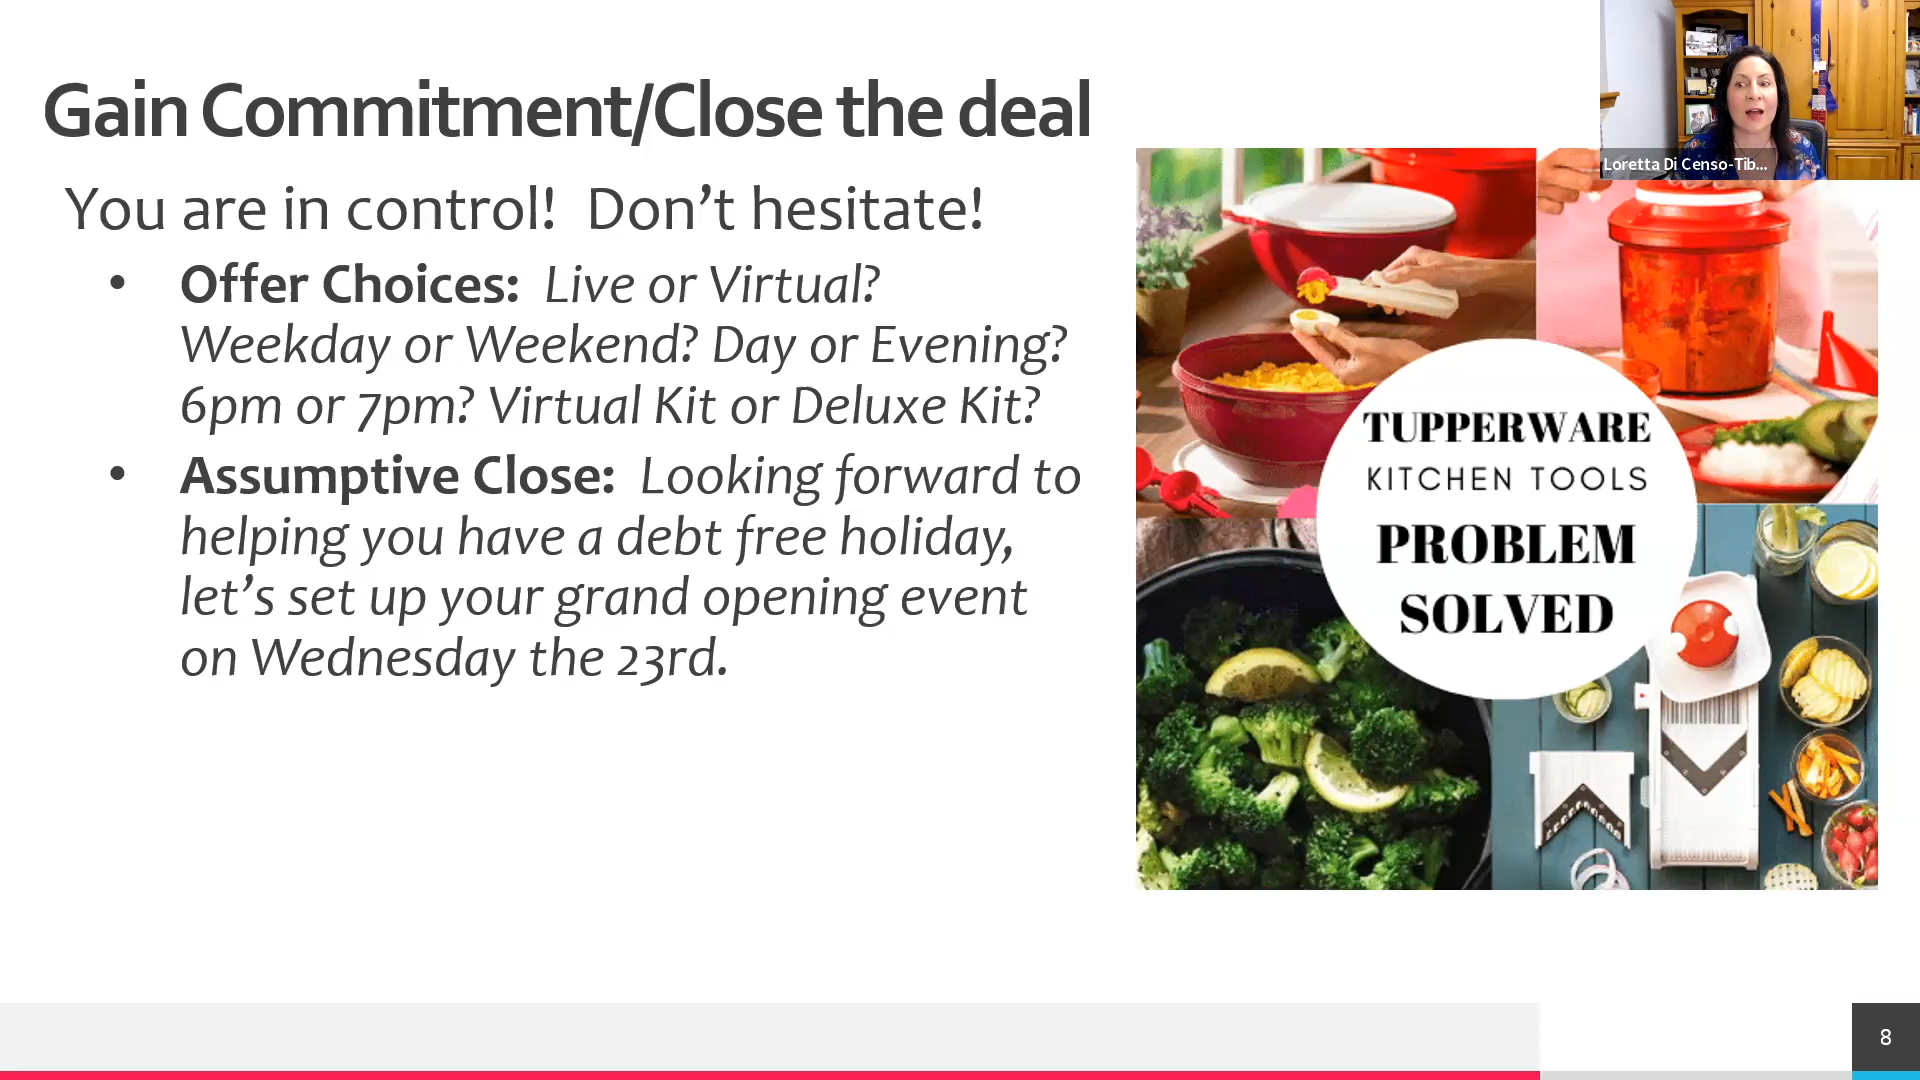 Gain Commitment/Close the deal
You are in control!  Don’t hesitate!
• Offer Choices:  Live or Virtual?
Weekday or Weekend? Day or Evening?
6pm or 7pm? Virtual Kit or Deluxe Kit?
• Assumptive Close:  Looking forward to
helping you have a debt free holiday,
let’s set up your grand opening event
on Wednesday the 23rd.
Loretta Di Censo-Tib...
TUPPERWARE
KITCHEN TOOLS
PROBLEM
SOLVED
8